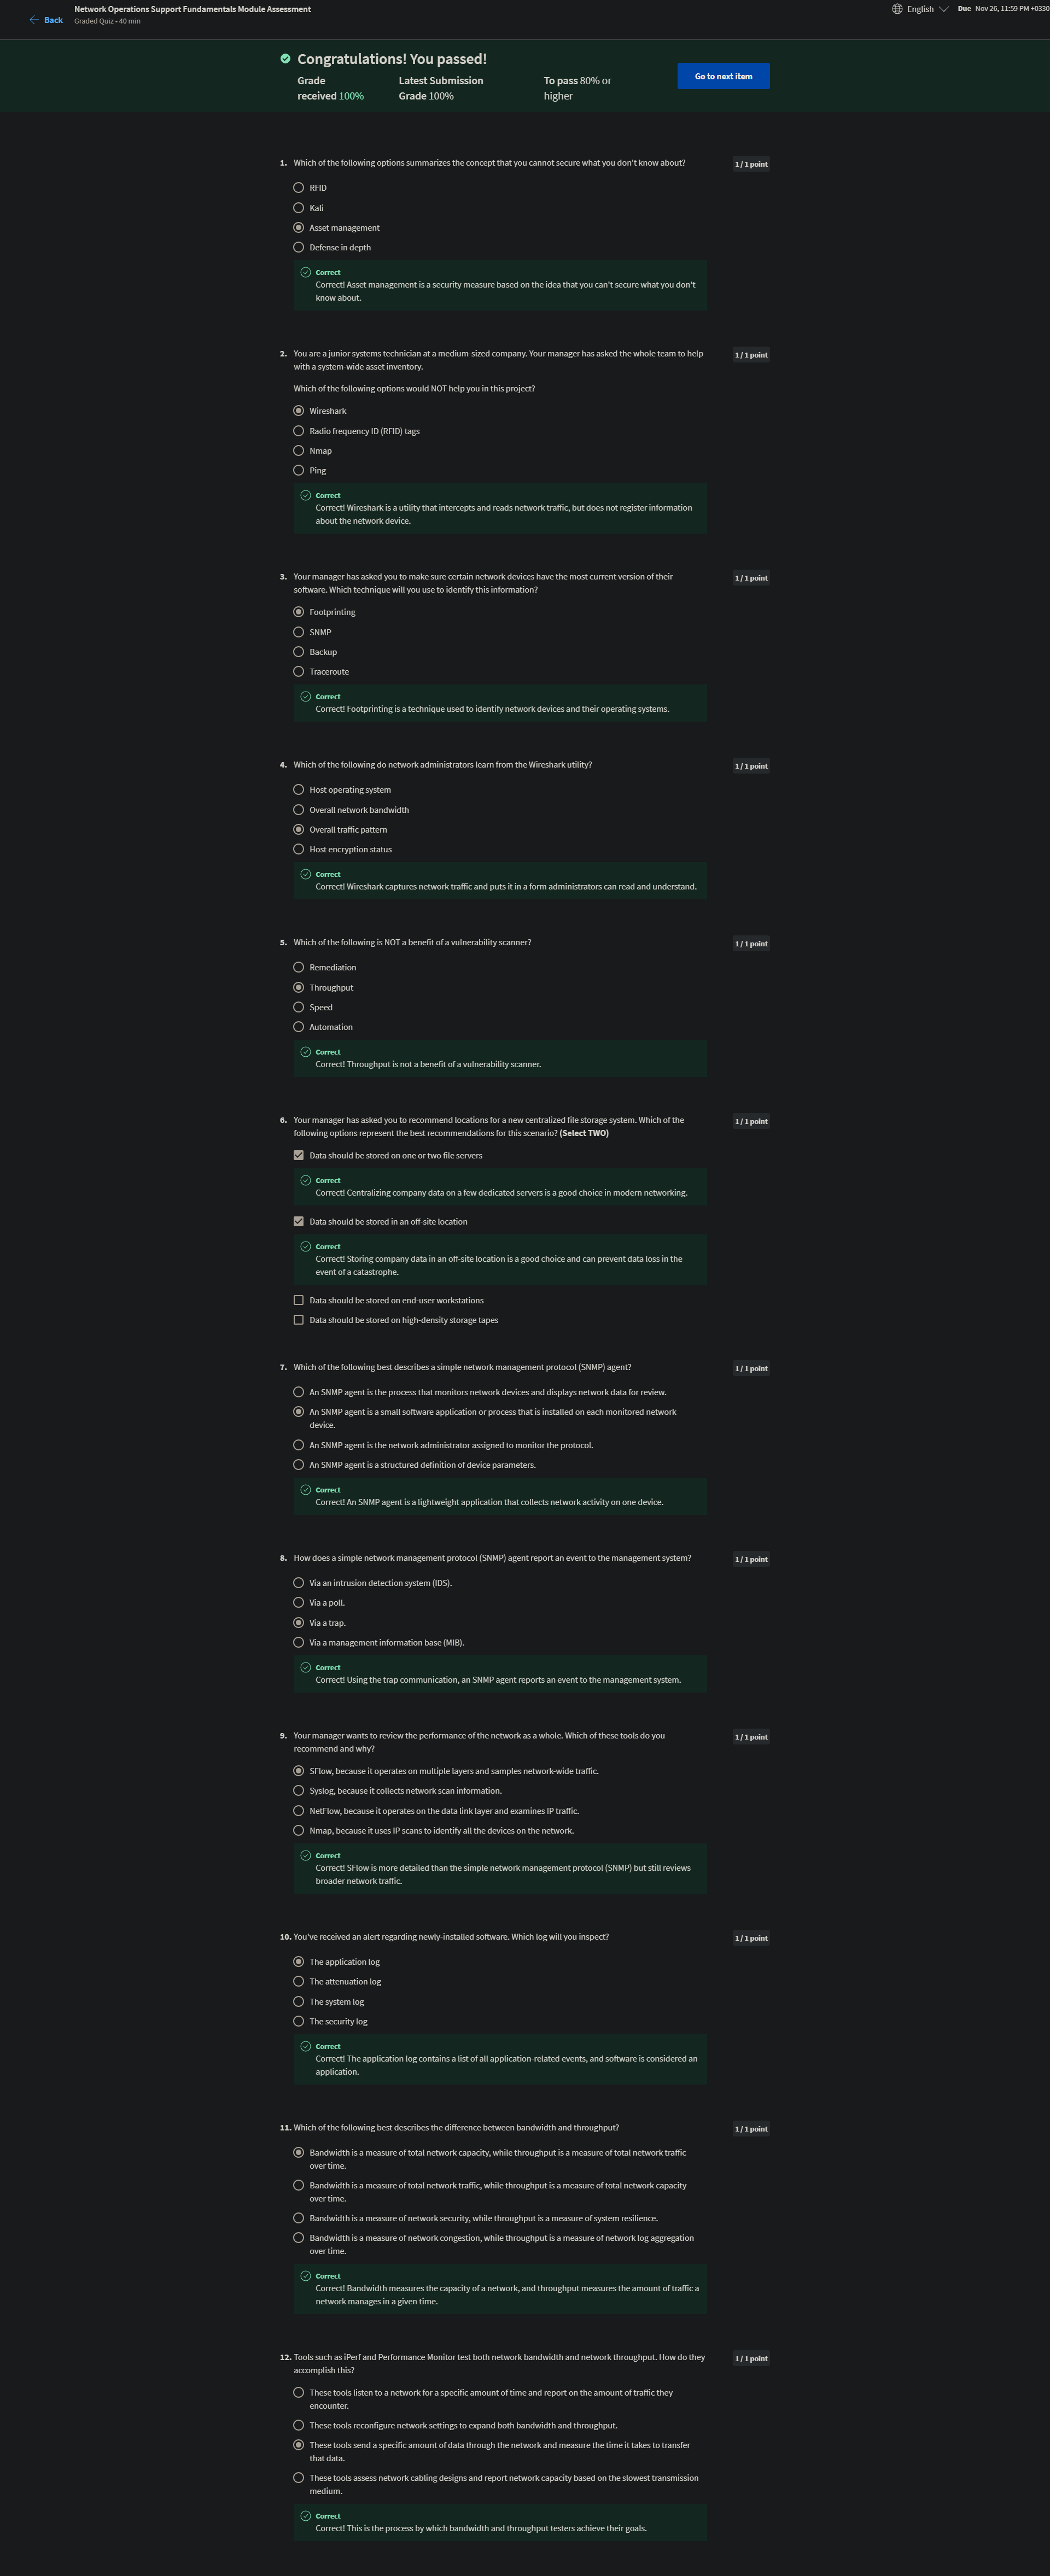 Back
Network Operations Support Fundamentals Module Assessment
Graded Quiz • 40 min
English
Due Nov 26, 11:59 PM +0330
Congratulations! You passed!
Grade
received 100%
Latest Submission
Grade 100%
To pass 80% or
higher
Go to next item
1. Which of the following options summarizes the concept that you cannot secure what you don't know about?
1 / 1 point
RFID
Kali
Asset management
Defense in depth
Correct
Correct! Asset management is a security measure based on the idea that you can't secure what you don't
know about.
2. You are a junior systems technician at a medium-sized company. Your manager has asked the whole team to help
with a system-wide asset inventory.
1 / 1 point
Which of the following options would NOT help you in this project?
Wireshark
Radio frequency ID (RFID) tags
Nmap
Ping
Correct
Correct! Wireshark is a utility that intercepts and reads network traffic, but does not register information
about the network device.
3. Your manager has asked you to make sure certain network devices have the most current version of their
software. Which technique will you use to identify this information?
1 / 1 point
Footprinting
SNMP
Backup
Traceroute
Correct
Correct! Footprinting is a technique used to identify network devices and their operating systems.
4. Which of the following do network administrators learn from the Wireshark utility?
1 / 1 point
Host operating system
Overall network bandwidth
Overall traffic pattern
Host encryption status
Correct
Correct! Wireshark captures network traffic and puts it in a form administrators can read and understand.
5. Which of the following is NOT a benefit of a vulnerability scanner?
1 / 1 point
Remediation
Throughput
Speed
Automation
Correct
Correct! Throughput is not a benefit of a vulnerability scanner.
6. Your manager has asked you to recommend locations for a new centralized file storage system. Which of the
following options represent the best recommendations for this scenario? (Select TWO)
1 / 1 point
Data should be stored on one or two file servers
Correct
Correct! Centralizing company data on a few dedicated servers is a good choice in modern networking.
Data should be stored in an off-site location
Correct
Correct! Storing company data in an off-site location is a good choice and can prevent data loss in the
event of a catastrophe.
Data should be stored on end-user workstations
Data should be stored on high-density storage tapes
7. Which of the following best describes a simple network management protocol (SNMP) agent?
1 / 1 point
An SNMP agent is the process that monitors network devices and displays network data for review.
An SNMP agent is a small software application or process that is installed on each monitored network
device.
An SNMP agent is the network administrator assigned to monitor the protocol.
An SNMP agent is a structured definition of device parameters.
Correct
Correct! An SNMP agent is a lightweight application that collects network activity on one device.
8. How does a simple network management protocol (SNMP) agent report an event to the management system?
1 / 1 point
Via an intrusion detection system (IDS).
Via a poll.
Via a trap.
Via a management information base (MIB).
Correct
Correct! Using the trap communication, an SNMP agent reports an event to the management system.
9. Your manager wants to review the performance of the network as a whole. Which of these tools do you
recommend and why?
1 / 1 point
SFlow, because it operates on multiple layers and samples network-wide traffic.
Syslog, because it collects network scan information.
NetFlow, because it operates on the data link layer and examines IP traffic.
Nmap, because it uses IP scans to identify all the devices on the network.
Correct
Correct! SFlow is more detailed than the simple network management protocol (SNMP) but still reviews
broader network traffic.
10. You've received an alert regarding newly-installed software. Which log will you inspect?
1 / 1 point
The application log
The attenuation log
The system log
The security log
Correct
Correct! The application log contains a list of all application-related events, and software is considered an
application.
11. Which of the following best describes the difference between bandwidth and throughput?
1 / 1 point
Bandwidth is a measure of total network capacity, while throughput is a measure of total network traffic
over time.
Bandwidth is a measure of total network traffic, while throughput is a measure of total network capacity
over time.
Bandwidth is a measure of network security, while throughput is a measure of system resilience.
Bandwidth is a measure of network congestion, while throughput is a measure of network log aggregation
over time.
Correct
Correct! Bandwidth measures the capacity of a network, and throughput measures the amount of traffic a
network manages in a given time.
12. Tools such as iPerf and Performance Monitor test both network bandwidth and network throughput. How do they
accomplish this?
1 / 1 point
These tools listen to a network for a specific amount of time and report on the amount of traffic they
encounter.
These tools reconfigure network settings to expand both bandwidth and throughput.
These tools send a specific amount of data through the network and measure the time it takes to transfer
that data.
These tools assess network cabling designs and report network capacity based on the slowest transmission
medium.
Correct
Correct! This is the process by which bandwidth and throughput testers achieve their goals.